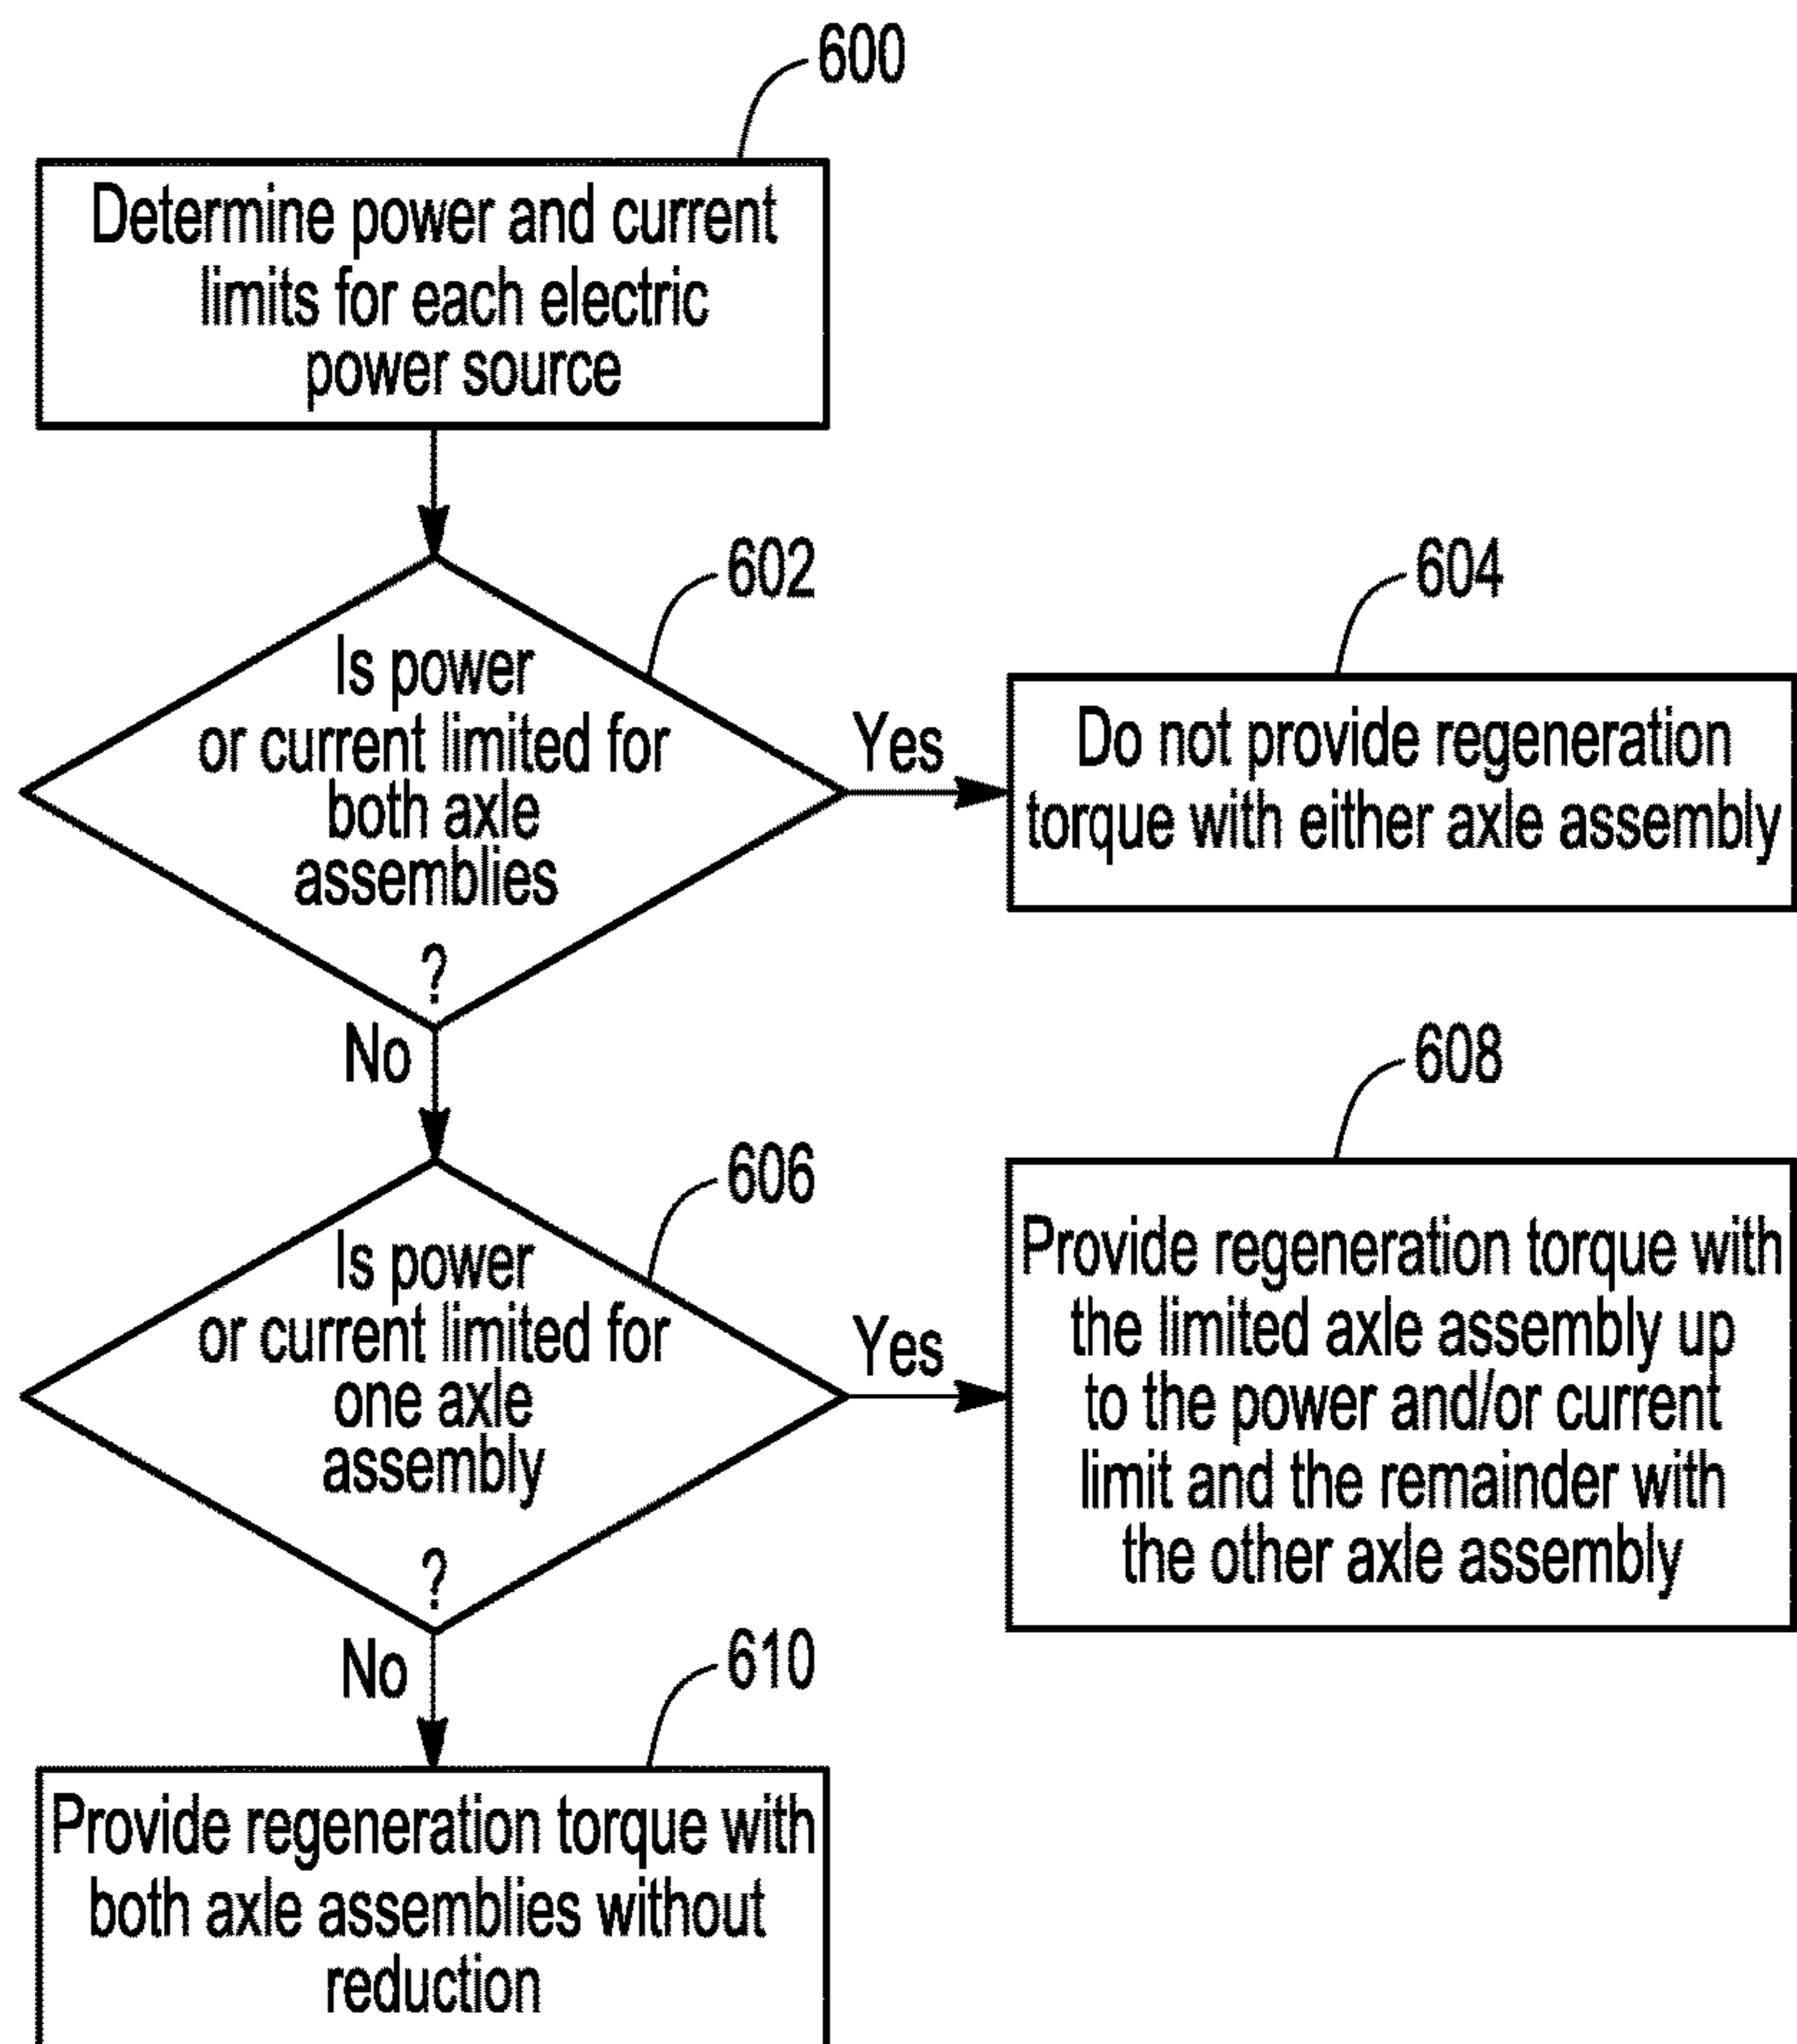 600
Determine power and current
limits for each electric
power source
602
Is power
or current limited for
both axle
assemblies
?
Yes
604
Do not provide regeneration
torque with either axle assembly
No
606
Is power
or current limited for
one axle
assembly
?
Yes
608
Provide regeneration torque with
the limited axle assembly up
to the power and/or current
limit and the remainder with
the other axle assembly
No
610
Provide regeneration torque with
both axle assemblies without
reduction